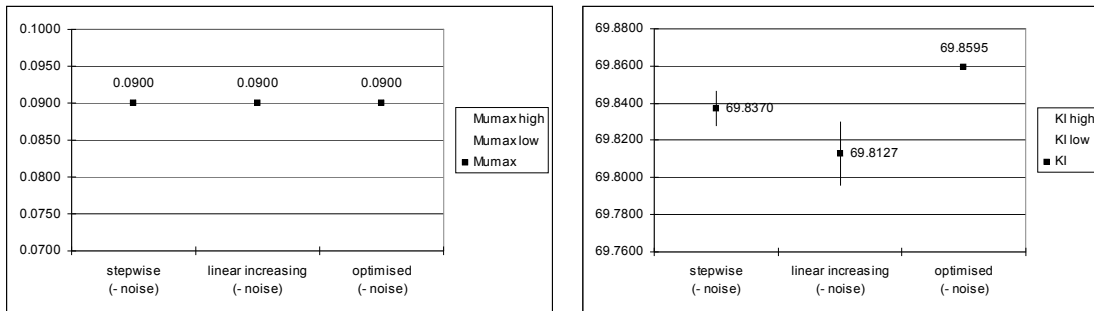 0.1000
0.0950
0.0900
0.0850
0.0800
0.0750
0.0700
0.0900
0.0900
0.0900
stepwise
(- noise)
linear increasing
(- noise)
optimised
(- noise)
Mumax high
Mumax low
Mumax
69.8800
69.8600
69.8400
69.8200
69.8000
69.7800
69.7600
69.8370
69.8127
69.8595
stepwise
(- noise)
linear increasing
(- noise)
optimised
(- noise)
KI high
KI low
KI